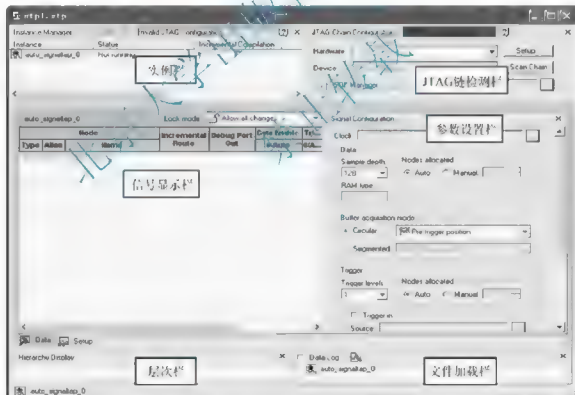 stp1.stp
Instance Manager:
Invalid JTAG configuration
JTAG Chain Configuration:
Instance
Status
Incremental Compilation
auto_signaltap_0
Not running
实例栏
Hardware
Setup
Device
Scan Chain
SOF Manager
JTAG链检测栏
auto_signaltap_0
Lock mode
Allow all changes
Node
Incremental Route
Debug Port Out
Data Enable
Type
Alias
Name
信号显示栏
Signal Configuration
参数设置栏
Clock
Data
Sample depth
Nodes allocated
128
Auto
Manual
RAM type
Buffer acquisition mode
Circular
Pre trigger position
Segmented
Trigger
Trigger levels
Nodes allocated
1
Auto
Manual
Trigger in
Source
Data
Setup
Hierarchy Display
层次栏
auto_signaltap_0
Data Log
auto_signaltap_0
文件加载栏